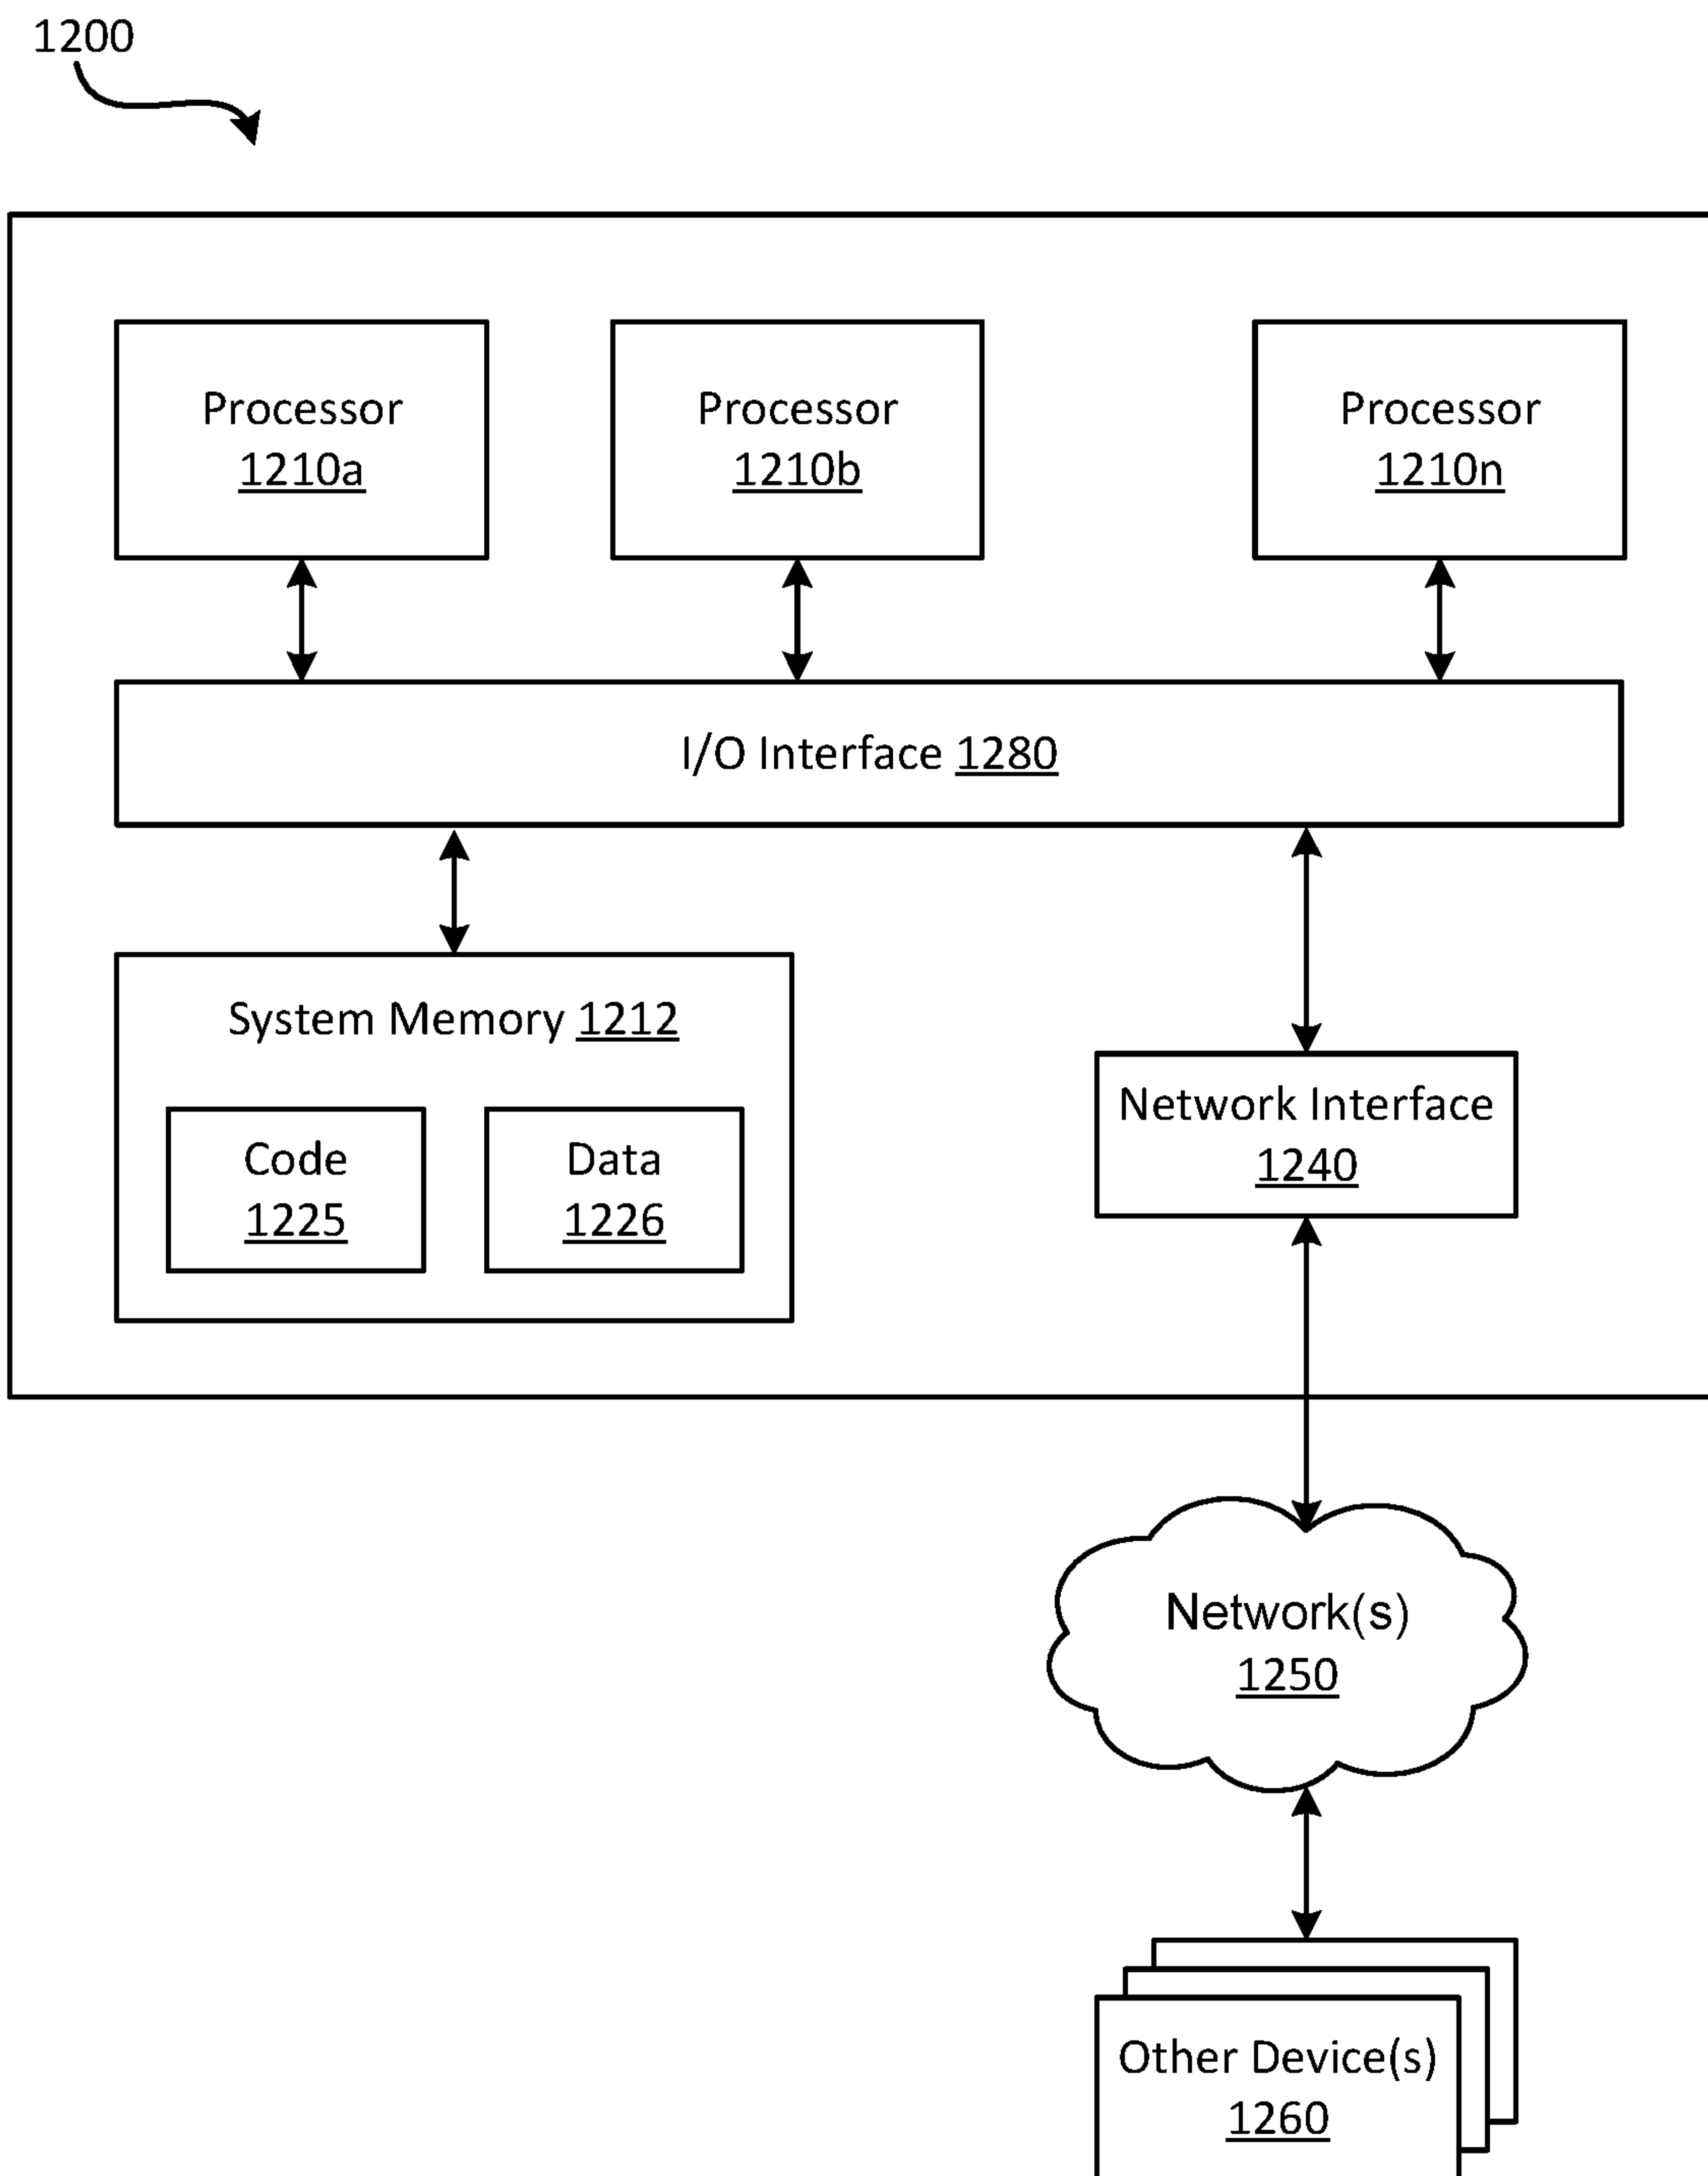 1200
Processor
1210a
Processor
1210b
Processor
1210n
I/O Interface 1280
System Memory 1212
Code
1225
Data
1226
Network Interface
1240
Network(s)
1250
Other Device(s)
1260